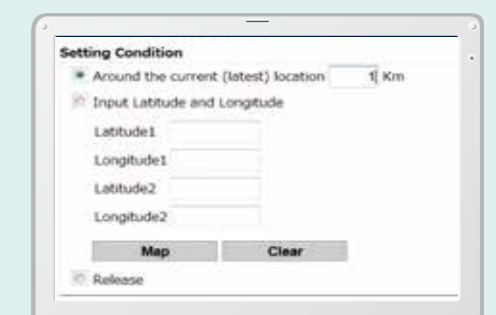 Setting Condition
Around the current (latest) location 1 Km
Input Latitude and Longitude
Latitude1
Longitude1
Latitude2
Longitude2
Map Clear
Release